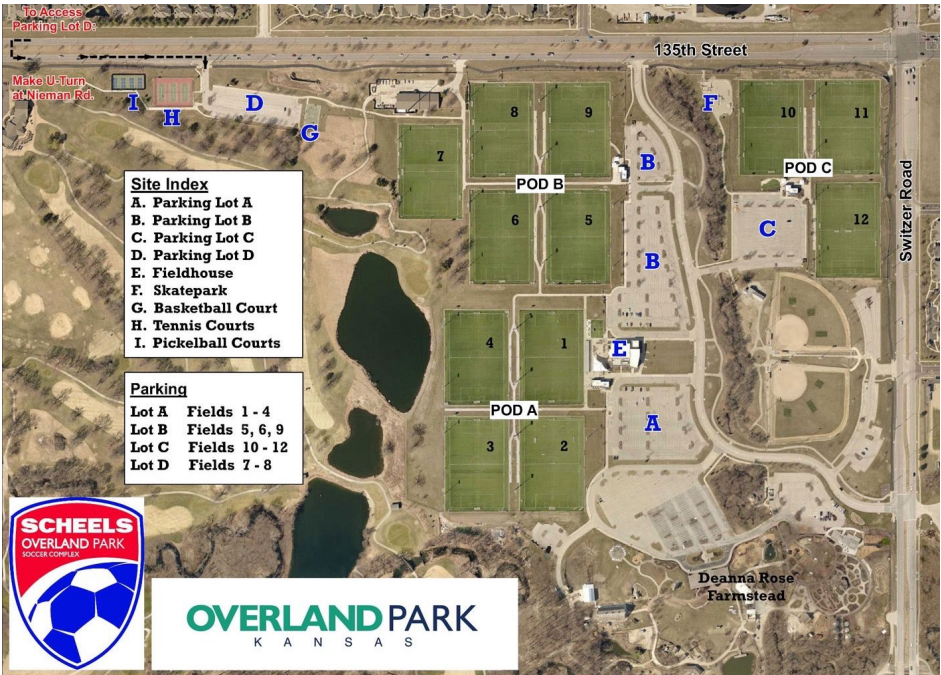 To Access
Parking Lot D:
Make U-Turn
at Nieman Rd.
135th Street
Switzer Road
I
H
D
G
F
B
B
C
E
A
7
8
9
6
5
4
1
3
2
10
11
12
POD B
POD C
POD A
Site Index
A. Parking Lot A
B. Parking Lot B
C. Parking Lot C
D. Parking Lot D
E. Fieldhouse
F. Skatepark
G. Basketball Court
H. Tennis Courts
I. Pickelball Courts
Parking
Lot A Fields 1 - 4
Lot B Fields 5, 6, 9
Lot C Fields 10 - 12
Lot D Fields 7 - 8
Deanna Rose
Farmstead
SCHEELS
OVERLAND PARK
SOCCER COMPLEX
OVERLAND PARK
KANSAS